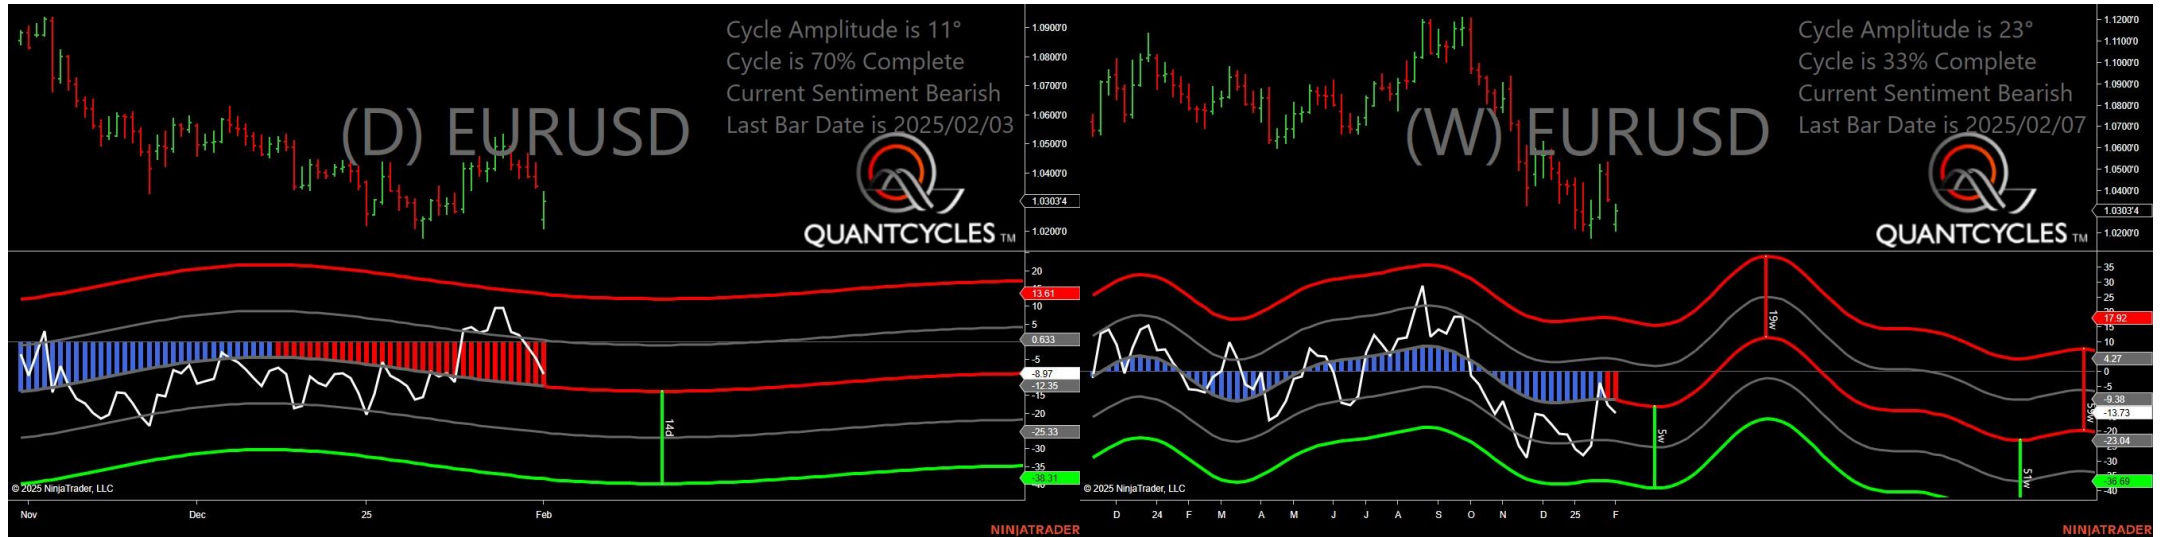 Cycle Amplitude is 11°
Cycle is 70% Complete
Current Sentiment Bearish
Last Bar Date is 2025/02/03
(D) EURUSD
QUANTCYCLES TM
1.0900'0
1.0800'0
1.0700'0
1.0600'0
1.0500'0
1.0400'0
1.0303'4
1.0200'0
20
13.61
10
5
0.633
-5
-8.97
-12.35
-15
-20
-25.33
-30
-35
-38.31
14d
© 2025 NinjaTrader, LLC
Nov Dec 25 Feb
NINJATRADER
Cycle Amplitude is 23°
Cycle is 33% Complete
Current Sentiment Bearish
Last Bar Date is 2025/02/07
(W) EURUSD
QUANTCYCLES TM
1.1200'0
1.1100'0
1.1000'0
1.0900'0
1.0800'0
1.0700'0
1.0600'0
1.0500'0
1.0400'0
1.0303'4
1.0200'0
35
30
25
20
17.92
15
10
4.27
0
-5
-9.38
-13.73
-20
-23.04
-30
-36.69
-40
5w
19w
51w
© 2025 NinjaTrader, LLC
D 24 F M A M J J A S O N D 25 F
NINJATRADER